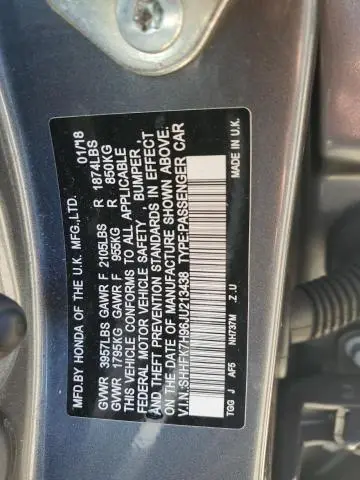 MFD.BY HONDA OF THE U.K. MFG.,LTD. 01/18
GVWR 3957LBS GAWR F 2105LBS R 1874LBS
GVWR 1795KG GAWR F 955KG R 850KG
THIS VEHICLE CONFORMS TO ALL APPLICABLE
FEDERAL MOTOR VEHICLE SAFETY , BUMPER ,
AND THEFT PREVENTION STANDARDS IN EFFECT
ON THE DATE OF MANUFACTURE SHOWN ABOVE.
V.I.N.:SHHFK7H96JU213438 TYPE:PASSENGER CAR
TGG J AF5 NH737M Z.U MADE IN U.K.